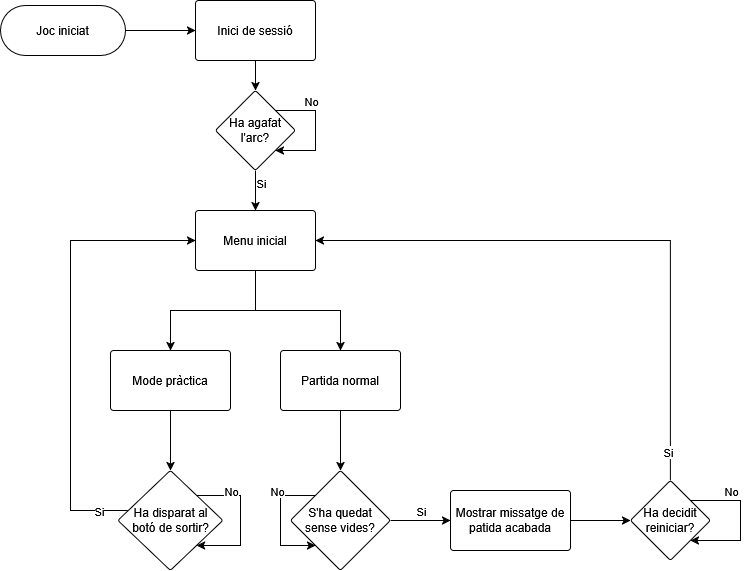 Joc iniciat
Inici de sessió
No
Ha agafat
l'arc?
Si
Menu inicial
Mode pràctica
Partida normal
Si
No
Si
Ha disparat al
botó de sortir?
No
S'ha quedat
sense vides?
Si
Mostrar missatge de
patida acabada
Ha decidit
reiniciar?
No